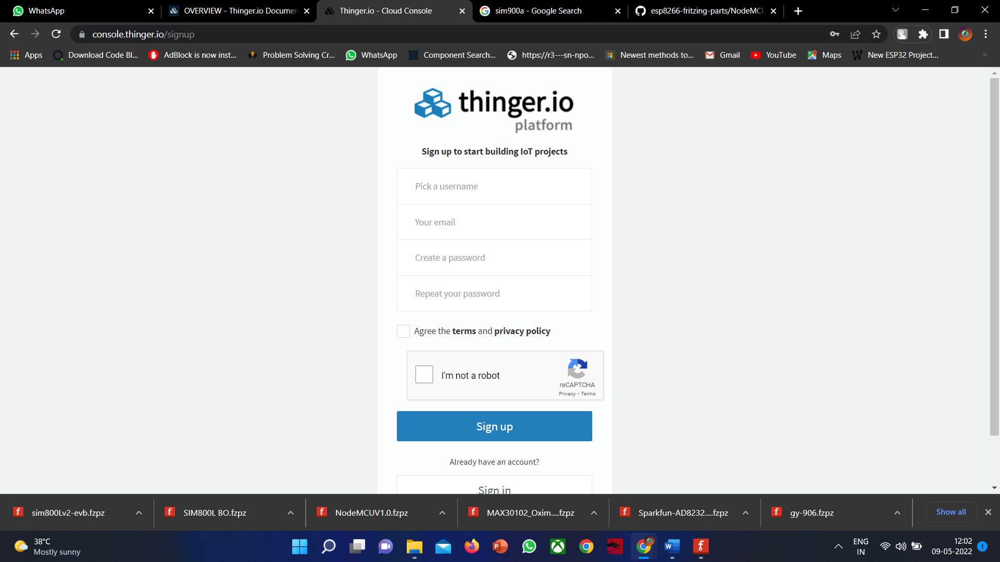 WhatsApp
OVERVIEW - Thinger.io Documen
Thinger.io - Cloud Console
sim900a - Google Search
esp8266-fritzing-parts/NodeMCU
console.thinger.io/signup
Apps
Download Code Bl...
AdBlock is now inst...
Problem Solving Cr...
WhatsApp
Component Search...
https://r3---sn-npo...
Newest methods to...
Gmail
YouTube
Maps
New ESP32 Project...
thinger.io
platform
Sign up to start building IoT projects
Pick a username
Your email
Create a password
Repeat your password
Agree the terms and privacy policy
I'm not a robot
reCAPTCHA
Privacy - Terms
Sign up
Already have an account?
Sign in
sim800Lv2-evb.fzpz
SIM800L BO.fzpz
NodeMCUV1.0.fzpz
MAX30102_Oxim....fzpz
Sparkfun-AD8232....fzpz
gy-906.fzpz
Show all
38°C
Mostly sunny
ENG
IN
12:02
09-05-2022
1